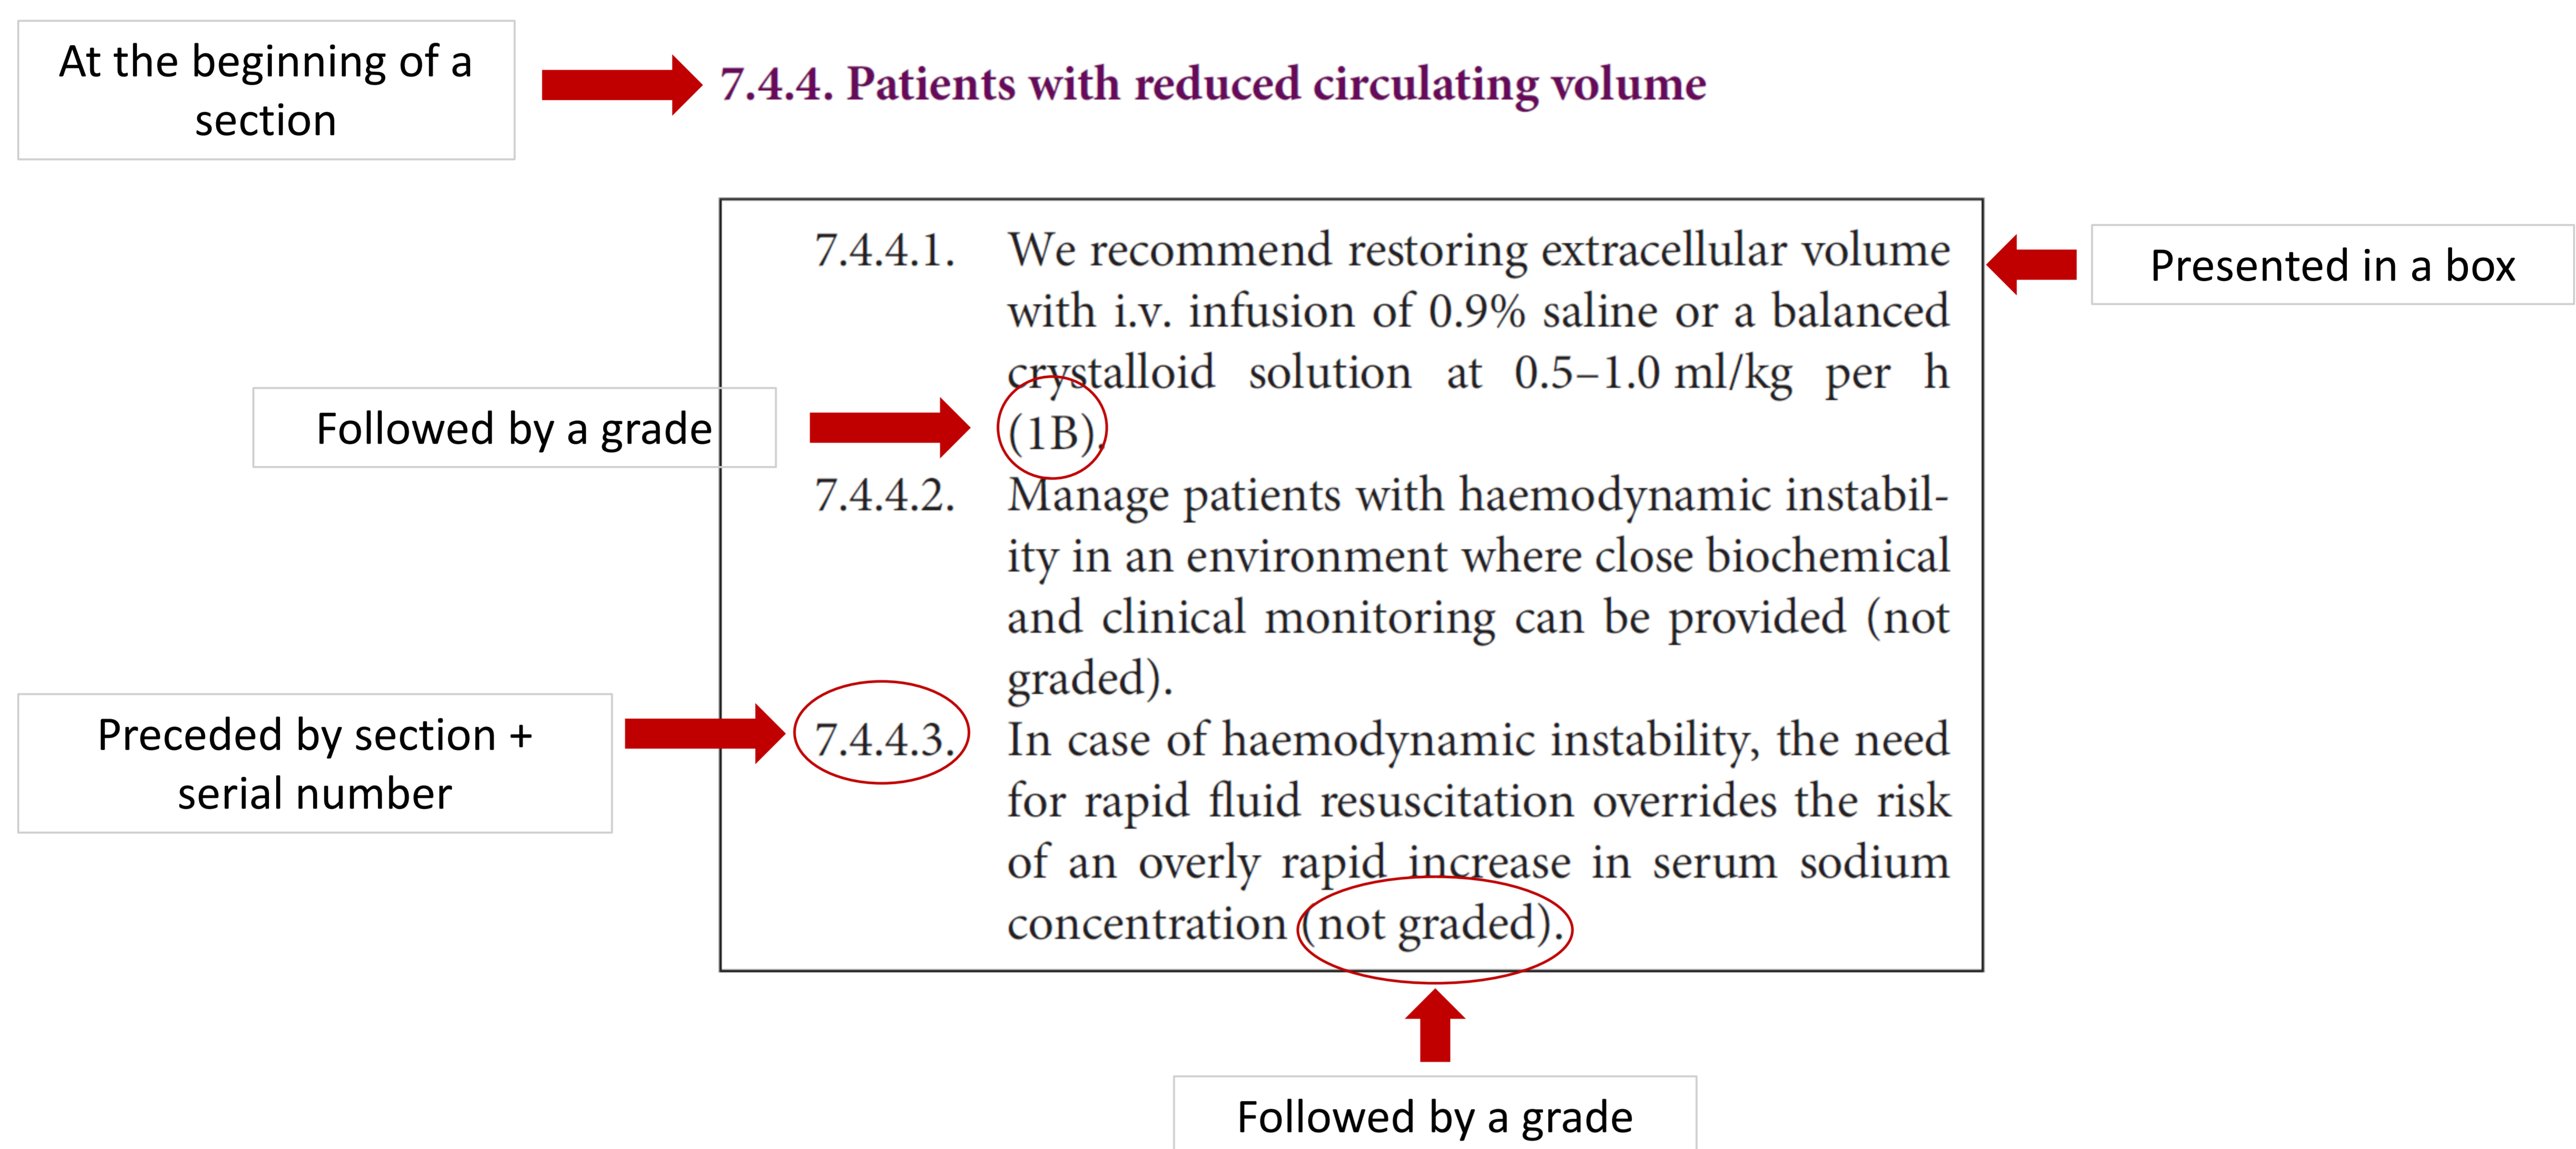 At the beginning of a
section
7.4.4. Patients with reduced circulating volume
7.4.4.1. We recommend restoring extracellular volume
with i.v. infusion of 0.9% saline or a balanced
crystalloid solution at 0.5–1.0 ml/kg per h
(1B).
Presented in a box
Followed by a grade
7.4.4.2. Manage patients with haemodynamic instabil-
ity in an environment where close biochemical
and clinical monitoring can be provided (not
graded).
Preceded by section +
serial number
7.4.4.3. In case of haemodynamic instability, the need
for rapid fluid resuscitation overrides the risk
of an overly rapid increase in serum sodium
concentration (not graded).
Followed by a grade